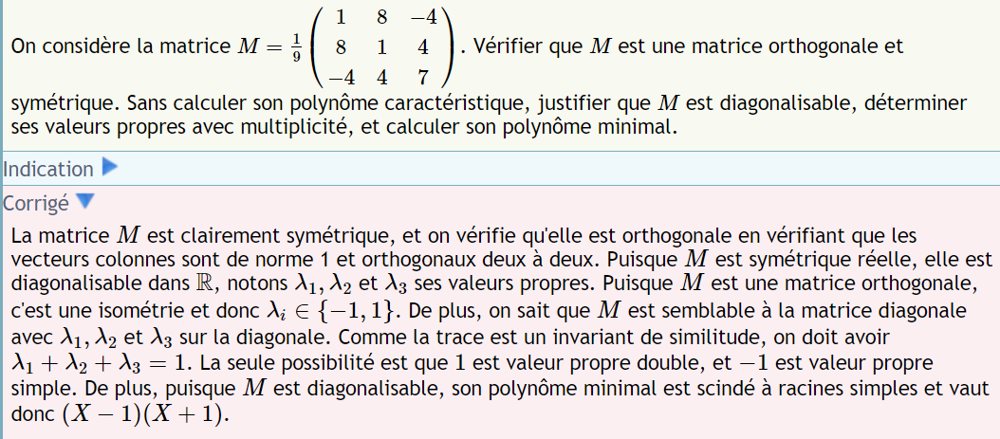 On considère la matrice $M = \frac{1}{9} \begin{pmatrix} 1 & 8 & -4 \\ 8 & 1 & 4 \\ -4 & 4 & 7 \end{pmatrix}$. Vérifier que $M$ est une matrice orthogonale et
symétrique. Sans calculer son polynôme caractéristique, justifier que $M$ est diagonalisable, déterminer
ses valeurs propres avec multiplicité, et calculer son polynôme minimal.
Indication
Corrigé
La matrice $M$ est clairement symétrique, et on vérifie qu'elle est orthogonale en vérifiant que les
vecteurs colonnes sont de norme 1 et orthogonaux deux à deux. Puisque $M$ est symétrique réelle, elle est
diagonalisable dans $\mathbb{R}$, notons $\lambda_1, \lambda_2$ et $\lambda_3$ ses valeurs propres. Puisque $M$ est une matrice orthogonale,
c'est une isométrie et donc $\lambda_i \in \{-1, 1\}$. De plus, on sait que $M$ est semblable à la matrice diagonale
avec $\lambda_1, \lambda_2$ et $\lambda_3$ sur la diagonale. Comme la trace est un invariant de similitude, on doit avoir
$\lambda_1 + \lambda_2 + \lambda_3 = 1$. La seule possibilité est que $1$ est valeur propre double, et $-1$ est valeur propre
simple. De plus, puisque $M$ est diagonalisable, son polynôme minimal est scindé à racines simples et vaut
donc $(X - 1)(X + 1)$.